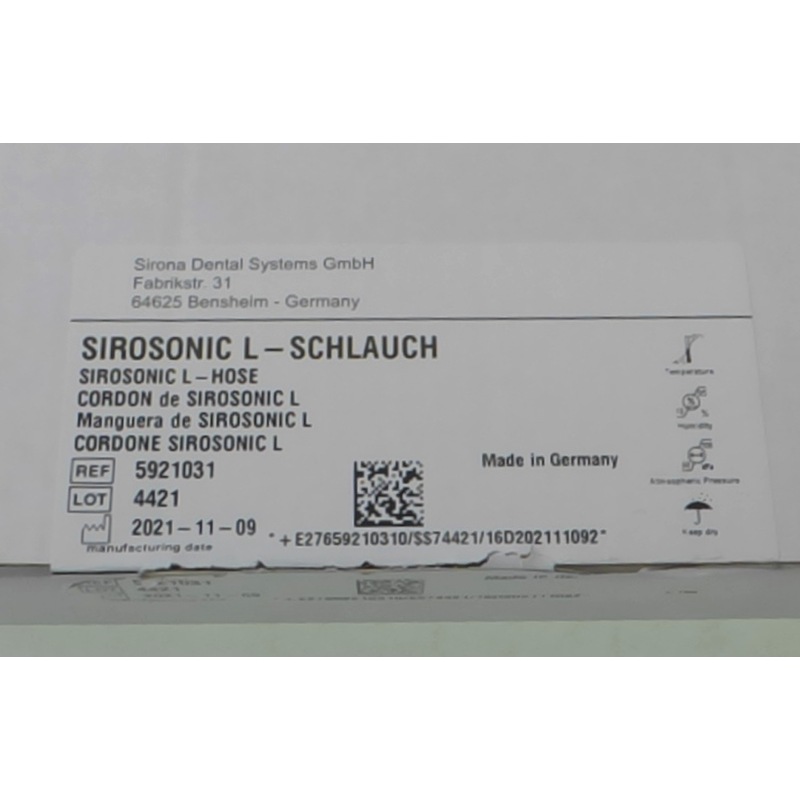 Sirona Dental Systems GmbH
Fabrikstr. 31
64625 Bensheim - Germany
SIROSONIC L – SCHLAUCH
SIROSONIC L – HOSE
CORDON de SIROSONIC L
Manguera de SIROSONIC L
CORDONE SIROSONIC L
REF 5921031
LOT 4421
2021-11-09
manufacturing date
Made in Germany
*+E27659210310/$$74421/16D202111092*
Temperature
%
Humidity
Atmospheric Pressure
Keep dry